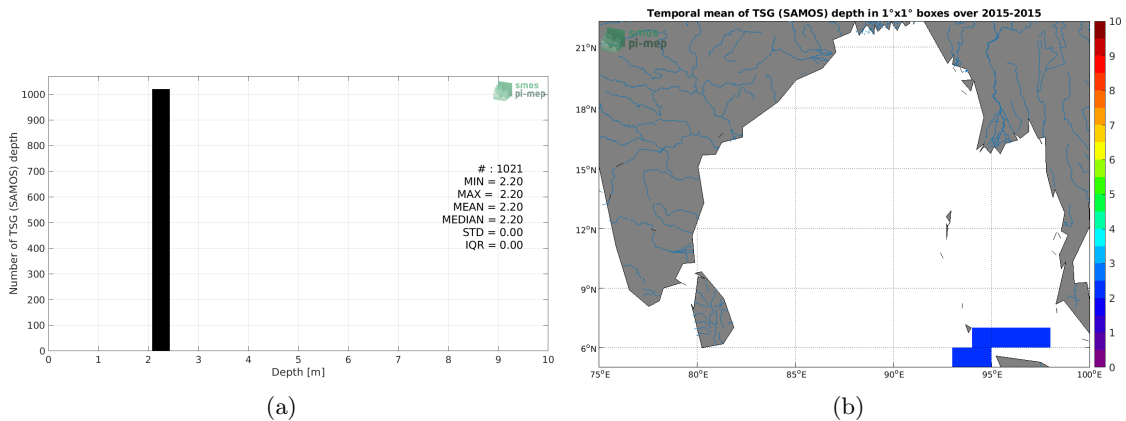 smos
pi-mep
Number of TSG (SAMOS) depth
1000
900
800
700
600
500
400
300
200
100
0
# : 1021
MIN = 2.20
MAX = 2.20
MEAN = 2.20
MEDIAN = 2.20
STD = 0.00
IQR = 0.00
0 1 2 3 4 5 6 7 8 9 10
Depth [m]
(a)
Temporal mean of TSG (SAMOS) depth in 1°x1° boxes over 2015-2015
smos
pi-mep
21°N
18°N
15°N
12°N
9°N
6°N
75°E 80°E 85°E 90°E 95°E 100°E
10
9
8
7
6
5
4
3
2
1
0
(b)